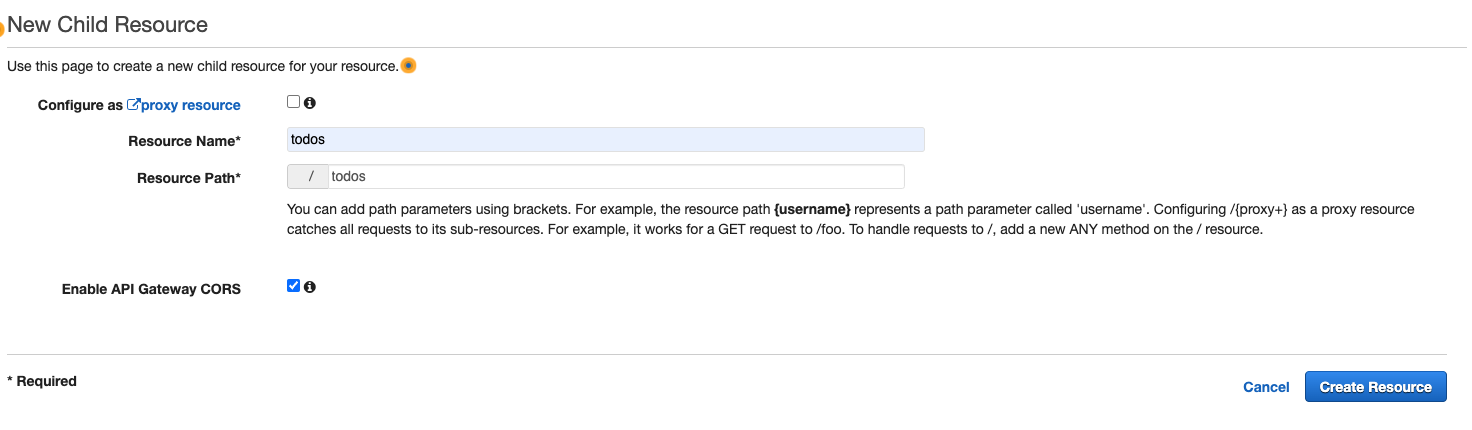 New Child Resource
Use this page to create a new child resource for your resource.
Configure as proxy resource
Resource Name* todos
Resource Path* / todos
You can add path parameters using brackets. For example, the resource path {username} represents a path parameter called 'username'. Configuring /{proxy+} as a proxy resource
catches all requests to its sub-resources. For example, it works for a GET request to /foo. To handle requests to /, add a new ANY method on the / resource.
Enable API Gateway CORS
* Required
Cancel Create Resource